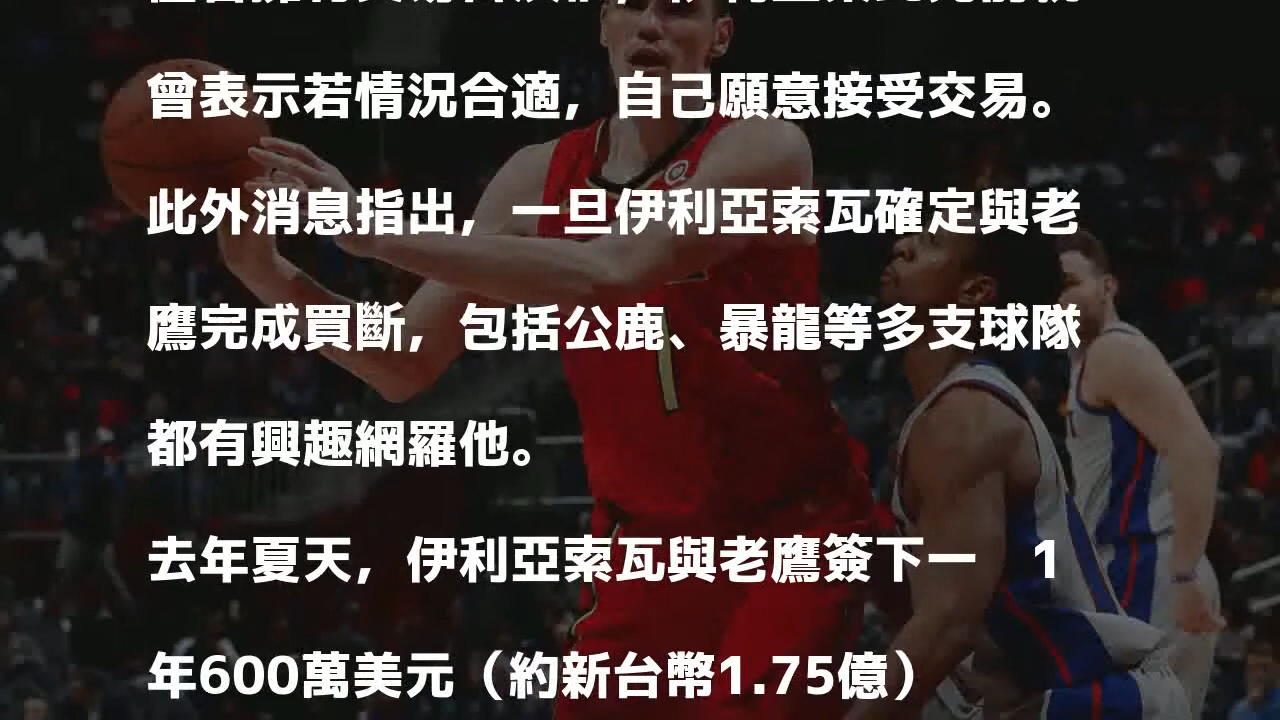 曾表示若情況合適，自己願意接受交易。
此外消息指出，一旦伊利亞索瓦確定與老
鷹完成買斷，包括公鹿、暴龍等多支球隊
都有興趣網羅他。
去年夏天，伊利亞索瓦與老鷹簽下一　1
年600萬美元（約新台幣1.75億）